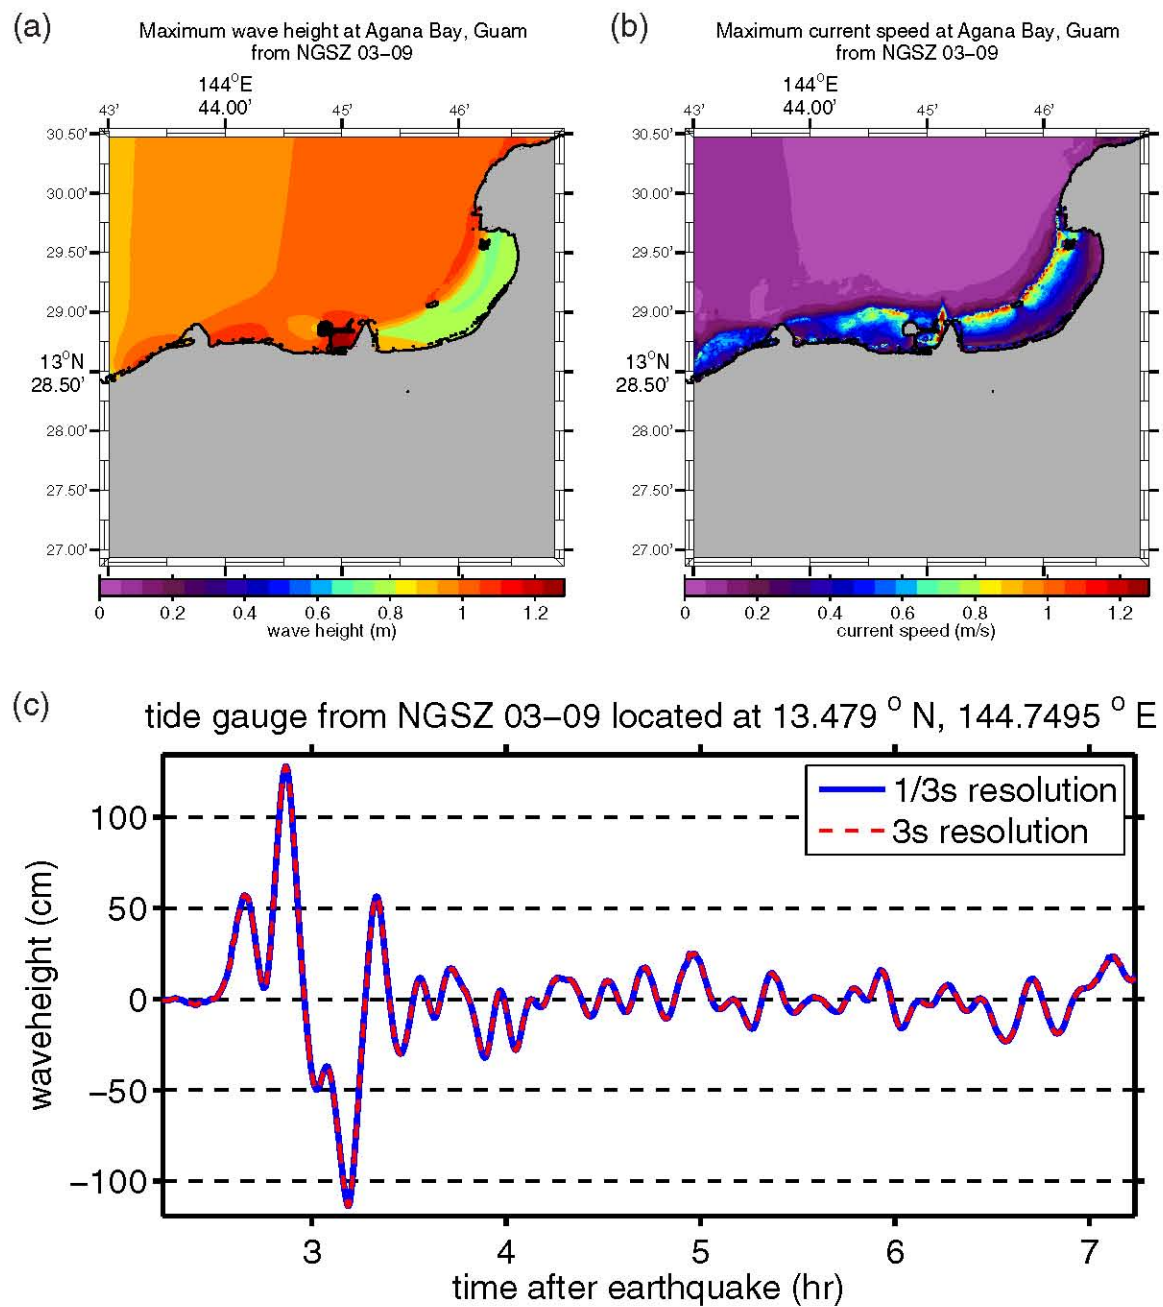 (a)
Maximum wave height at Agana Bay, Guam
from NGSZ 03–09
144°E
43' 44.00' 45' 46'
30.50'
30.00'
29.50'
29.00'
13°N
28.50'
28.00'
27.50'
27.00'
0 0.2 0.4 0.6 0.8 1 1.2
wave height (m)
(b)
Maximum current speed at Agana Bay, Guam
from NGSZ 03–09
144°E
43' 44.00' 45' 46'
30.50'
30.00'
29.50'
29.00'
13°N
28.50'
28.00'
27.50'
27.00'
0 0.2 0.4 0.6 0.8 1 1.2
current speed (m/s)
(c)
tide gauge from NGSZ 03–09 located at 13.479 ° N, 144.7495 ° E
1/3s resolution
3s resolution
100
50
0
−50
−100
waveheight (cm)
3 4 5 6 7
time after earthquake (hr)